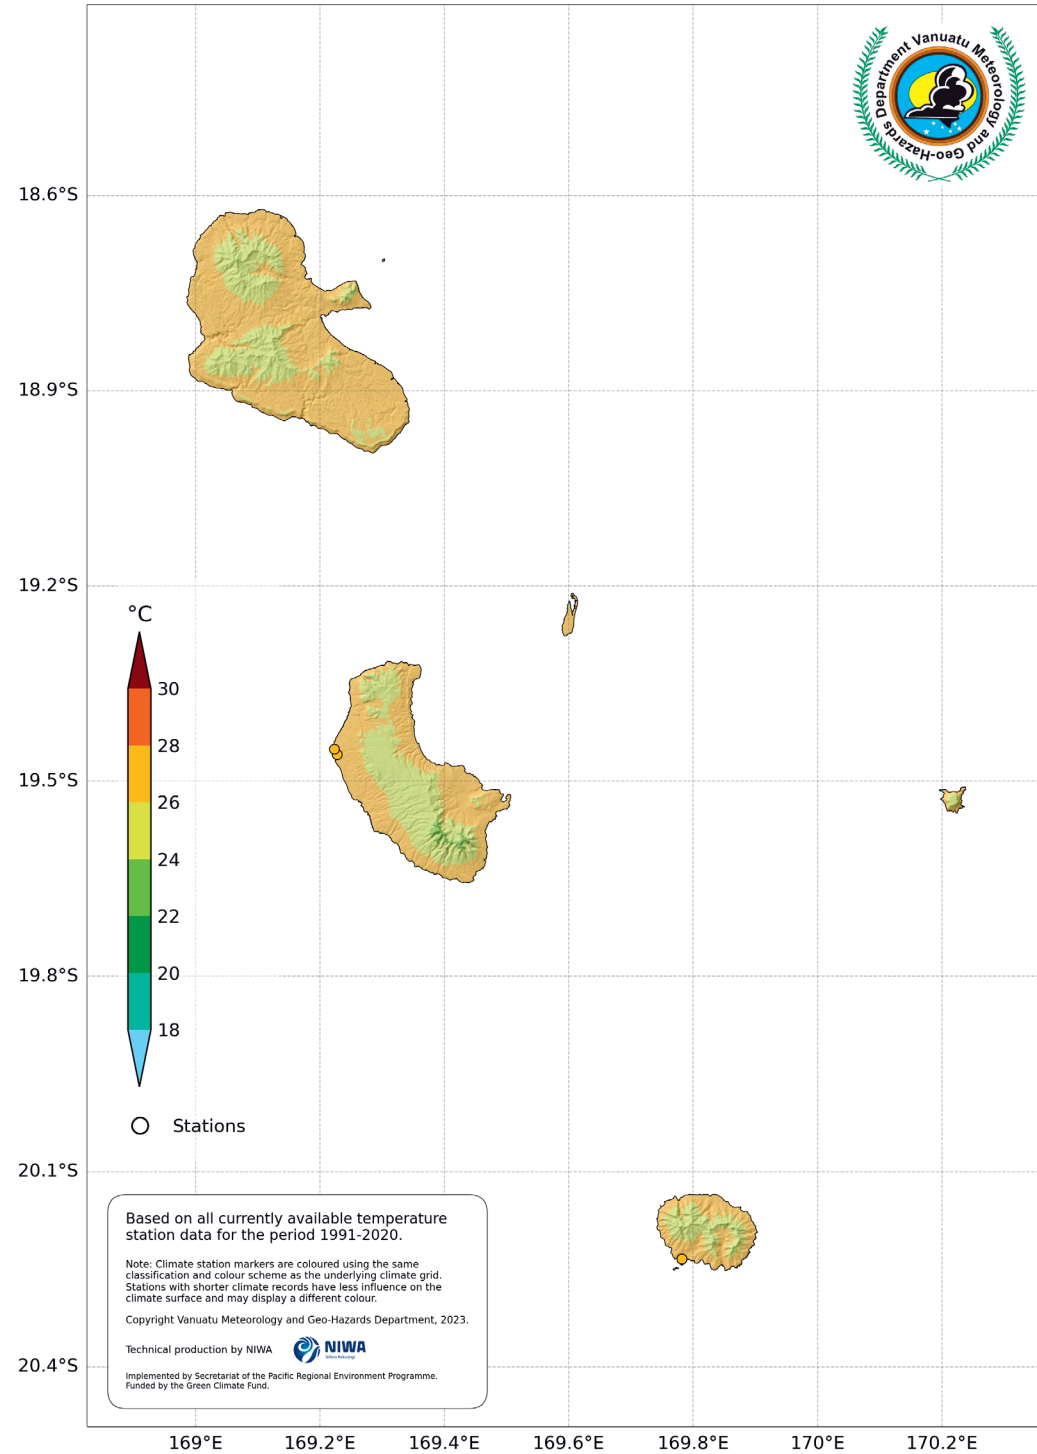 Vanuatu Meteorology and Geo-Hazards Department
18.6°S
18.9°S
19.2°S
°C
30
28
26
24
22
20
18
19.5°S
19.8°S
Stations
20.1°S
Based on all currently available temperature
station data for the period 1991-2020.
Note: Climate station markers are coloured using the same
classification and colour scheme as the underlying climate grid.
Stations with shorter climate records have less influence on the
climate surface and may display a different colour.
Copyright Vanuatu Meteorology and Geo-Hazards Department, 2023.
Technical production by NIWA
NIWA
Taihoro Nukurangi
Implemented by Secretariat of the Pacific Regional Environment Programme.
Funded by the Green Climate Fund.
20.4°S
169°E 169.2°E 169.4°E 169.6°E 169.8°E 170°E 170.2°E